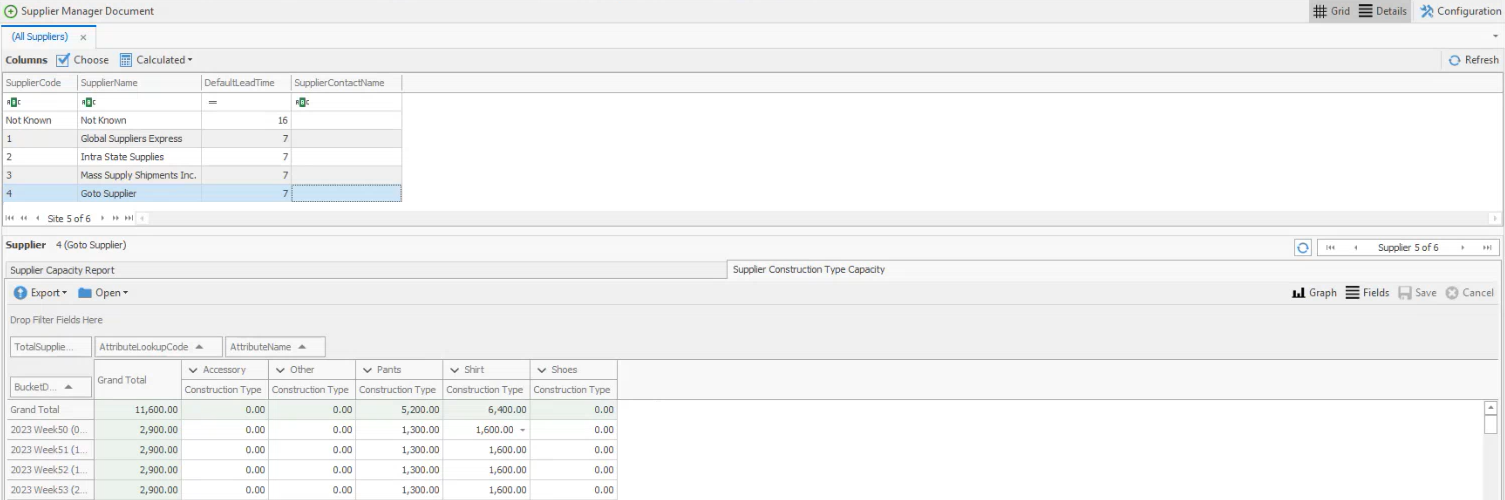 Supplier Manager Document Grid Details Configuration
(All Suppliers) ×
Columns Choose Calculated Refresh
SupplierCode SupplierName DefaultLeadTime SupplierContactName
ABC ABC = ABC
Not Known Not Known 16
1 Global Suppliers Express 7
2 Intra State Supplies 7
3 Mass Supply Shipments Inc. 7
4 Goto Supplier 7
Site 5 of 6
Supplier 4 (Goto Supplier) Supplier 5 of 6
Supplier Capacity Report Supplier Construction Type Capacity
Export Open Graph Fields Save Cancel
Drop Filter Fields Here
TotalSupplie... AttributeLookupCode AttributeName
BucketD... Grand Total Accessory Other Pants Shirt Shoes
Construction Type Construction Type Construction Type Construction Type Construction Type
Grand Total 11,600.00 0.00 0.00 5,200.00 6,400.00 0.00
2023 Week50 (0... 2,900.00 0.00 0.00 1,300.00 1,600.00 0.00
2023 Week51 (1... 2,900.00 0.00 0.00 1,300.00 1,600.00 0.00
2023 Week52 (1... 2,900.00 0.00 0.00 1,300.00 1,600.00 0.00
2023 Week53 (2... 2,900.00 0.00 0.00 1,300.00 1,600.00 0.00